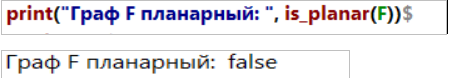 print("Граф F планарный: ", is_planar(F))$
Граф F планарный:  false